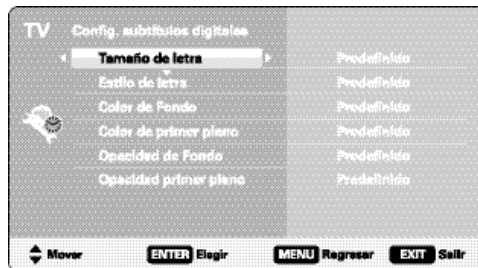 TV Config. subtítulos digitales
Tamaño de letra Predefinido
Estilo de letra Predefinido
Color de Fondo Predefinido
Color de primer plano Predefinido
Opacidad de Fondo Predefinido
Opacidad primer plano Predefinido
Mover ENTER Elegir MENU Regresar EXIT Salir